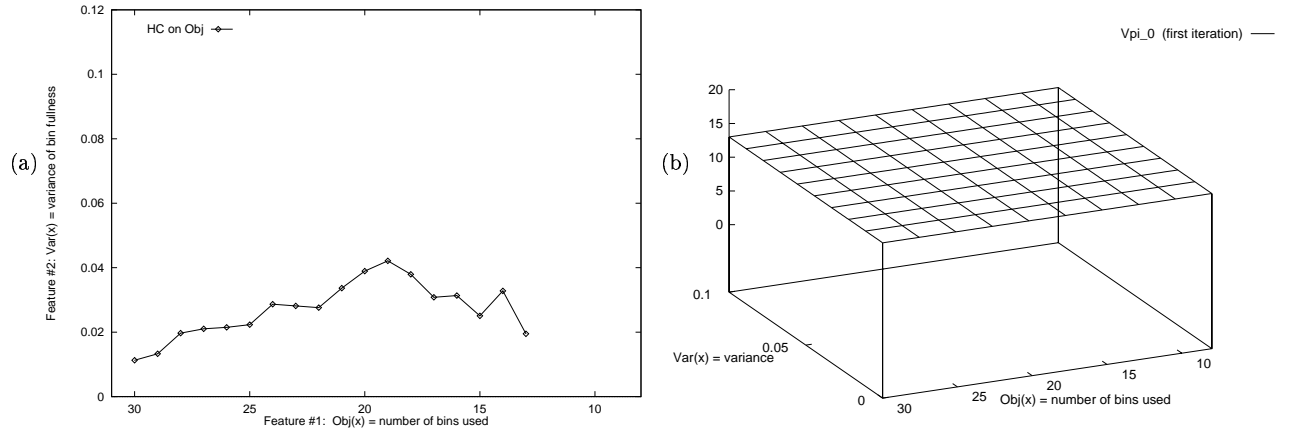 (a)
Feature #2: Var(x) = variance of bin fullness
0.12
0.1
0.08
0.06
0.04
0.02
0
HC on Obj
30 25 20 15 10
Feature #1: Obj(x) = number of bins used
(b)
Vpi_0 (first iteration)
20
15
10
5
0
0.1
0.05
0
Var(x) = variance
30 25 20 15 10
Obj(x) = number of bins used